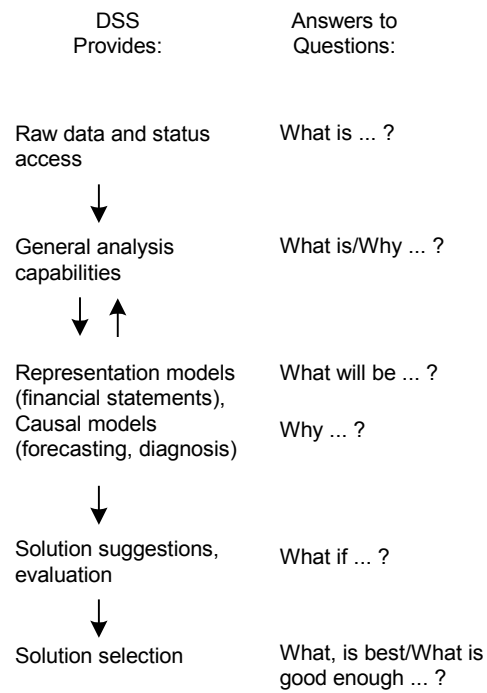 DSS
Provides:
Answers to
Questions:
Raw data and status
access
What is ... ?
General analysis
capabilities
What is/Why ... ?
Representation models
(financial statements),
Causal models
(forecasting, diagnosis)
What will be ... ?
Why ... ?
Solution suggestions,
evaluation
What if ... ?
Solution selection
What, is best/What is
good enough ... ?